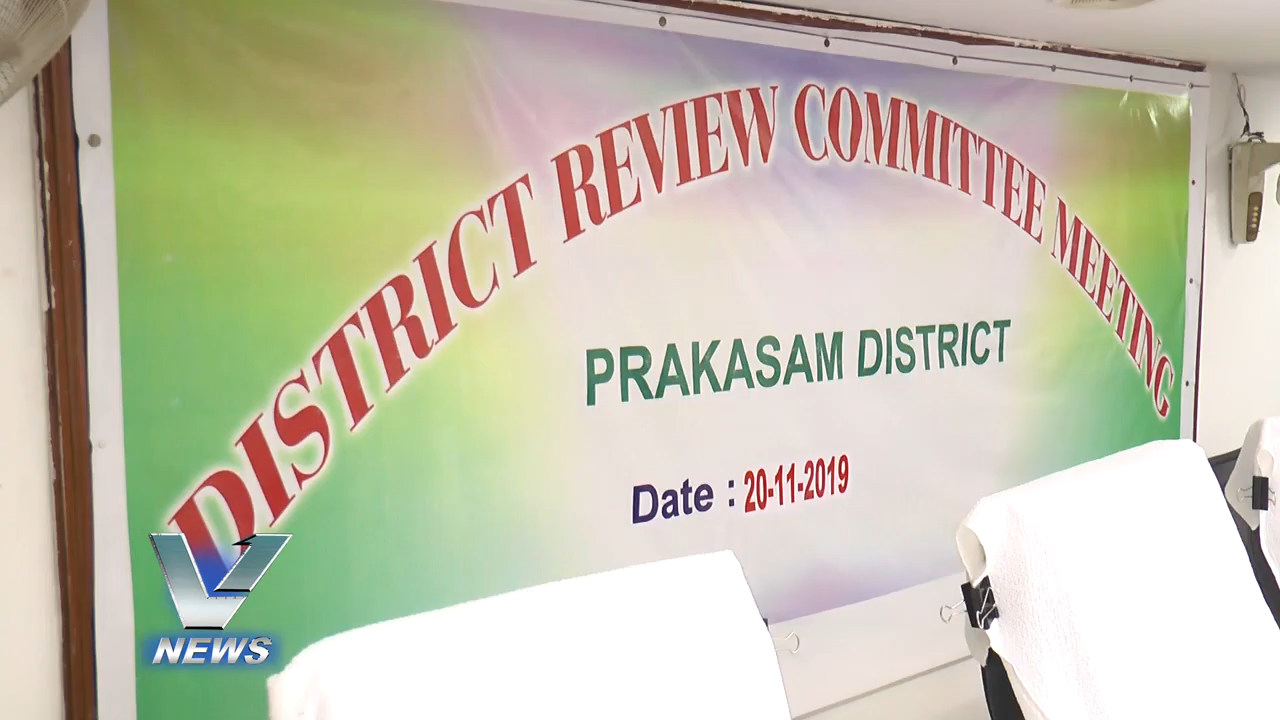 DISTRICT REVIEW COMMITTEE MEETING
PRAKASAM DISTRICT
Date : 20-11-2019
V
NEWS